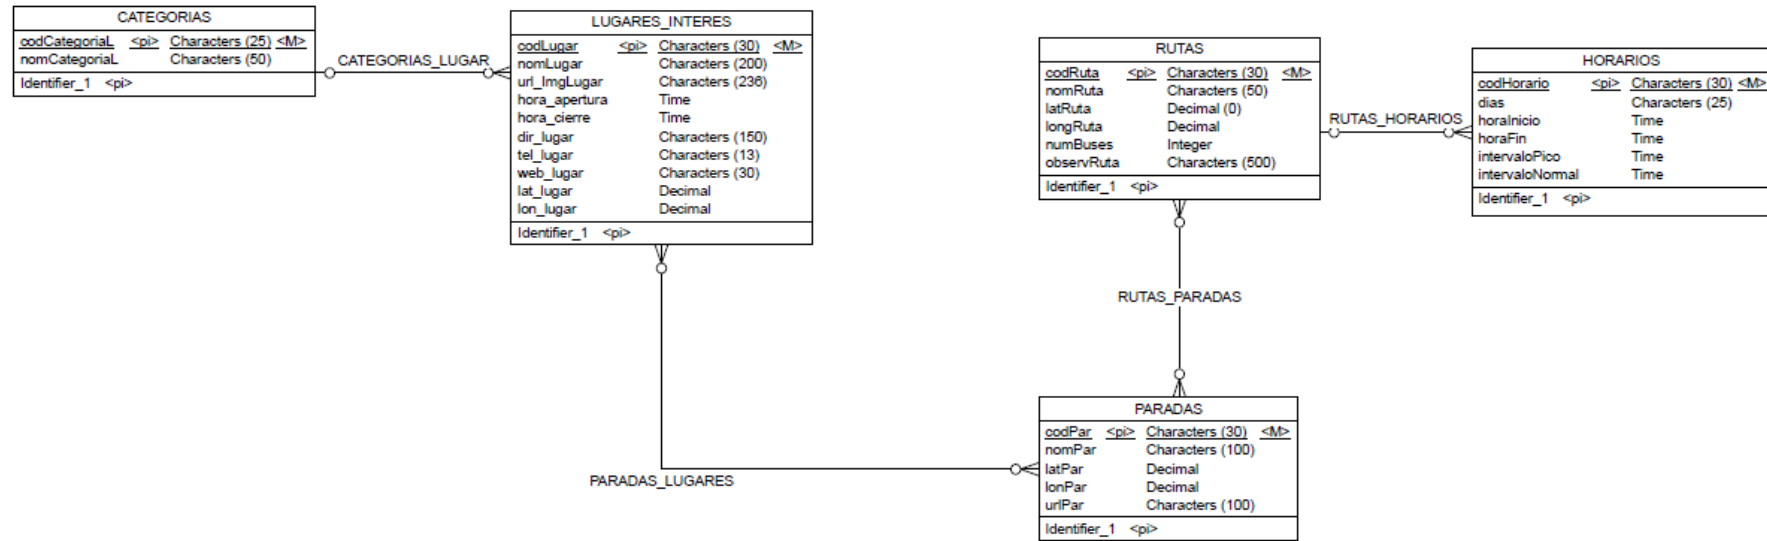 CATEGORIAS
codCategoriaL <pi> Characters (25) <M>
nomCategoriaL Characters (50)
Identifier_1 <pi>
CATEGORIAS_LUGAR
LUGARES_INTERES
codLugar <pi> Characters (30) <M>
nomLugar Characters (200)
url_ImgLugar Characters (236)
hora_apertura Time
hora_cierre Time
dir_lugar Characters (150)
tel_lugar Characters (13)
web_lugar Characters (30)
lat_lugar Decimal
lon_lugar Decimal
Identifier_1 <pi>
RUTAS
codRuta <pi> Characters (30) <M>
nomRuta Characters (50)
latRuta Decimal (0)
longRuta Decimal
numBuses Integer
observRuta Characters (500)
Identifier_1 <pi>
RUTAS_HORARIOS
HORARIOS
codHorario <pi> Characters (30) <M>
dias Characters (25)
horaInicio Time
horaFin Time
intervaloPico Time
intervaloNormal Time
Identifier_1 <pi>
RUTAS_PARADAS
PARADAS_LUGARES
PARADAS
codPar <pi> Characters (30) <M>
nomPar Characters (100)
latPar Decimal
lonPar Decimal
urlPar Characters (100)
Identifier_1 <pi>